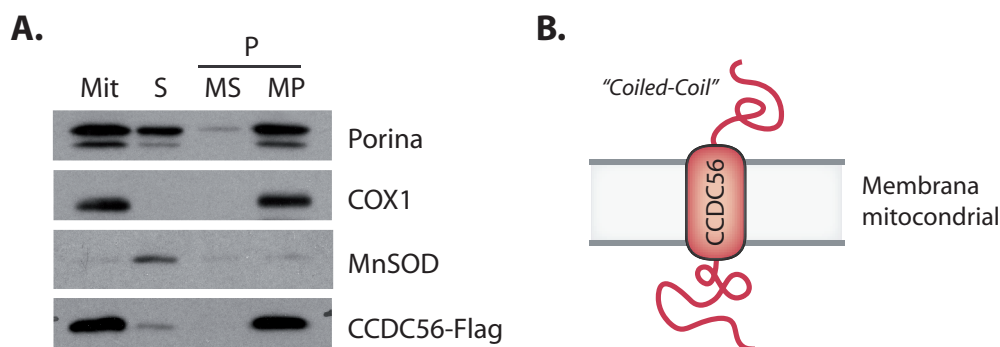 A.
P
Mit S MS MP
Porina
COX1
MnSOD
CCDC56-Flag
B.
“Coiled-Coil”
CCDC56
Membrana
mitocondrial